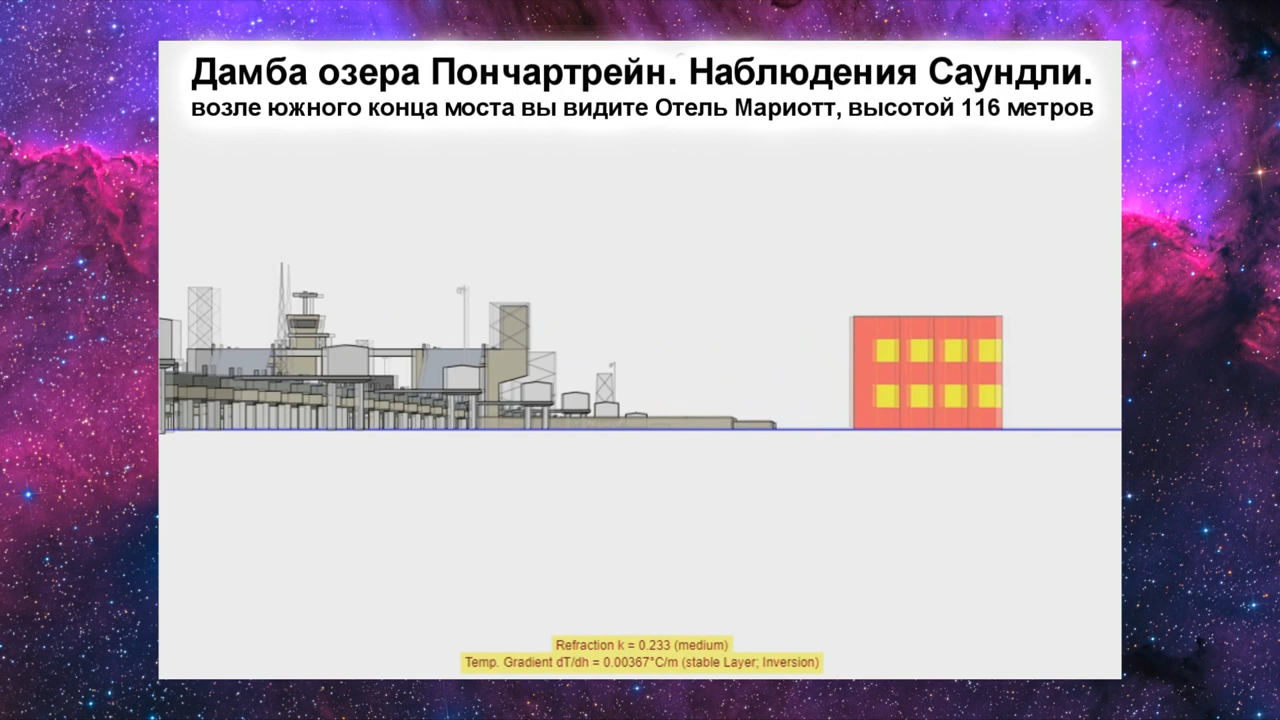 Дамба озера Пончартрейн. Наблюдения Саундли.
возле южного конца моста вы видите Отель Мариотт, высотой 116 метров
Refraction k = 0.233 (medium)
Temp. Gradient dT/dh = 0.00367°C/m (stable Layer; Inversion)